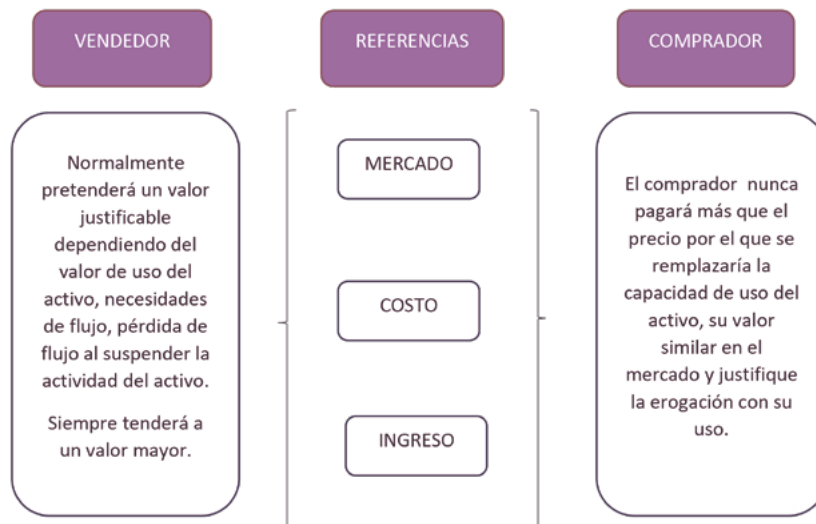 VENDEDOR
REFERENCIAS
COMPRADOR
Normalmente
pretenderá un valor
justificable
dependiendo del
valor de uso del
activo, necesidades
de flujo, pérdida de
flujo al suspender la
actividad del activo.
Siempre tenderá a
un valor mayor.
MERCADO
COSTO
INGRESO
El comprador nunca
pagará más que el
precio por el que se
remplazaría la
capacidad de uso del
activo, su valor
similar en el
mercado y justifique
la erogación con su
uso.